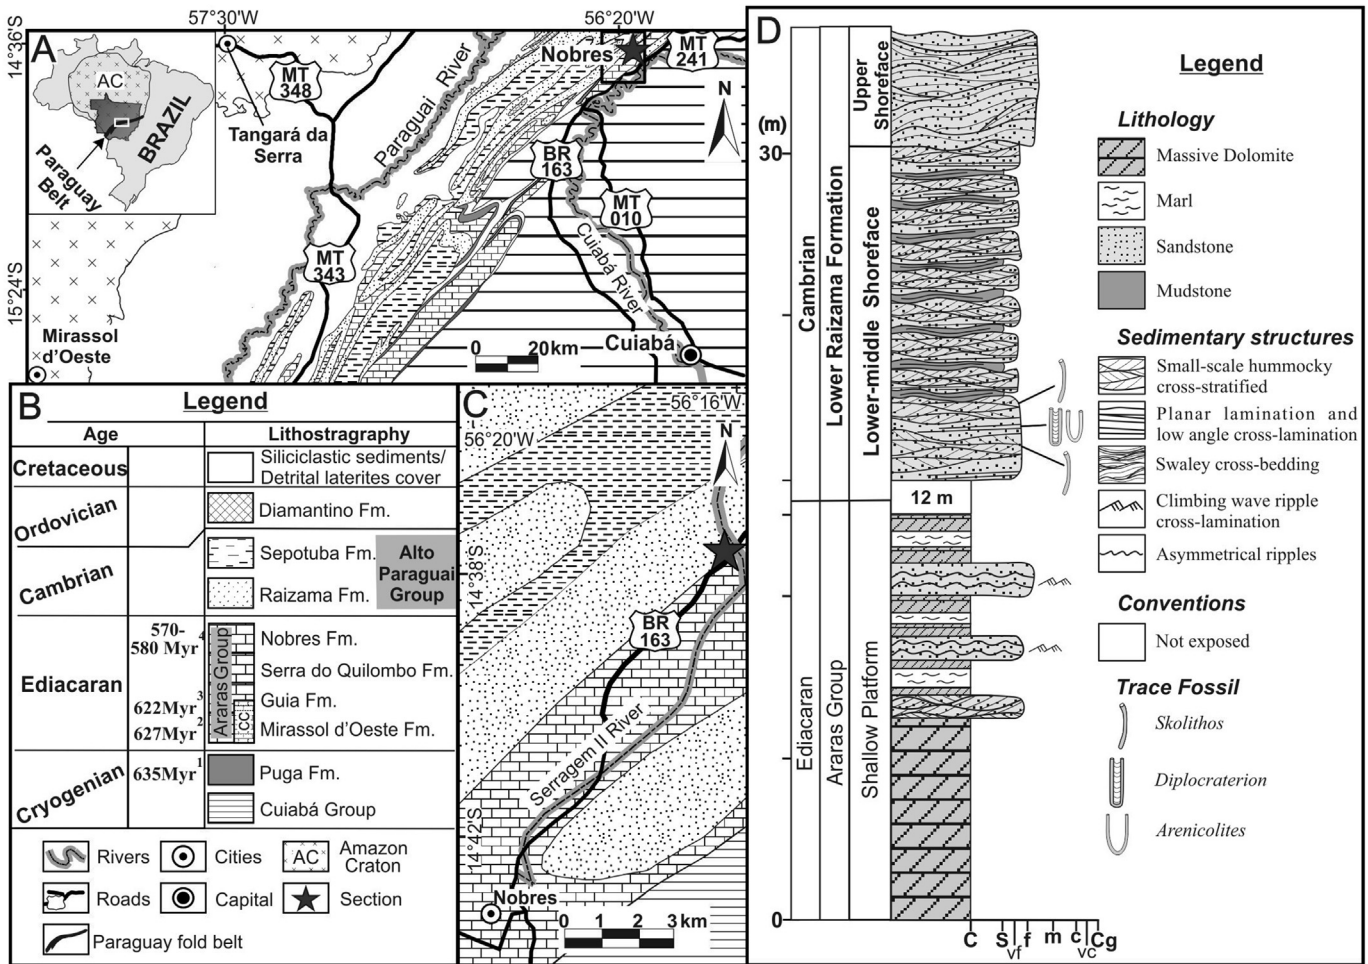 57°30'W
56°20'W
14°36'S
15°24'S
A
AC
BRAZIL
Paraguay
Belt
MT
348
Tangará da
Serra
Paraguai River
Nobres
MT
241
N
BR
163
MT
010
MT
343
Cuiabá River
Mirassol
d'Oeste
0 20km
Cuiabá
B
Legend
Age
Lithostragraphy
Cretaceous
Siliciclastic sediments/
Detrital laterites cover
Ordovician
Diamantino Fm.
Cambrian
Sepotuba Fm.
Raizama Fm.
Alto
Paraguai
Group
Ediacaran
570-
580 Myr 4
622Myr 3
627Myr 2
Araras Group
CC
Nobres Fm.
Serra do Quilombo Fm.
Guia Fm.
Mirassol d'Oeste Fm.
Cryogenian
635Myr 1
Puga Fm.
Cuiabá Group
Rivers
Cities
AC
Amazon
Craton
Roads
Capital
Section
Paraguay fold belt
C
56°20'W
56°16'W
N
14°38'S
14°42'S
BR
163
Serragem II River
Nobres
0 1 2 3 km
D
(m)
30
0
Cambrian
Lower Raizama Formation
Upper
Shoreface
Lower-middle Shoreface
12 m
Ediacaran
Araras Group
Shallow Platform
C S vf f m c vc Cg
Legend
Lithology
Massive Dolomite
Marl
Sandstone
Mudstone
Sedimentary structures
Small-scale hummocky
cross-stratified
Planar lamination and
low angle cross-lamination
Swaley cross-bedding
Climbing wave ripple
cross-lamination
Asymmetrical ripples
Conventions
Not exposed
Trace Fossil
Skolithos
Diplocraterion
Arenicolites